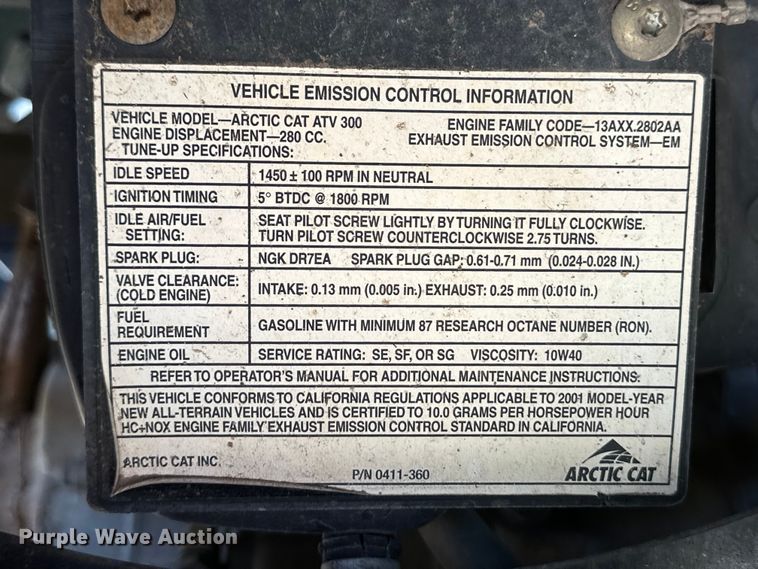 VEHICLE EMISSION CONTROL INFORMATION
VEHICLE MODEL—ARCTIC CAT ATV 300 ENGINE FAMILY CODE—13AXX.2802AA
ENGINE DISPLACEMENT—280 CC. EXHAUST EMISSION CONTROL SYSTEM—EM
TUNE-UP SPECIFICATIONS:
IDLE SPEED 1450 ± 100 RPM IN NEUTRAL
IGNITION TIMING 5° BTDC @ 1800 RPM
IDLE AIR/FUEL SETTING: SEAT PILOT SCREW LIGHTLY BY TURNING IT FULLY CLOCKWISE.
TURN PILOT SCREW COUNTERCLOCKWISE 2.75 TURNS.
SPARK PLUG: NGK DR7EA SPARK PLUG GAP: 0.61-0.71 mm (0.024-0.028 IN.)
VALVE CLEARANCE:
(COLD ENGINE) INTAKE: 0.13 mm (0.005 in.) EXHAUST: 0.25 mm (0.010 in.)
FUEL
REQUIREMENT GASOLINE WITH MINIMUM 87 RESEARCH OCTANE NUMBER (RON).
ENGINE OIL SERVICE RATING: SE, SF, OR SG VISCOSITY: 10W40
REFER TO OPERATOR'S MANUAL FOR ADDITIONAL MAINTENANCE INSTRUCTIONS.
THIS VEHICLE CONFORMS TO CALIFORNIA REGULATIONS APPLICABLE TO 2001 MODEL-YEAR
NEW ALL-TERRAIN VEHICLES AND IS CERTIFIED TO 10.0 GRAMS PER HORSEPOWER HOUR
HC+NOX ENGINE FAMILY EXHAUST EMISSION CONTROL STANDARD IN CALIFORNIA.
ARCTIC CAT INC. P/N 0411-360 ARCTIC CAT
Purple Wave Auction